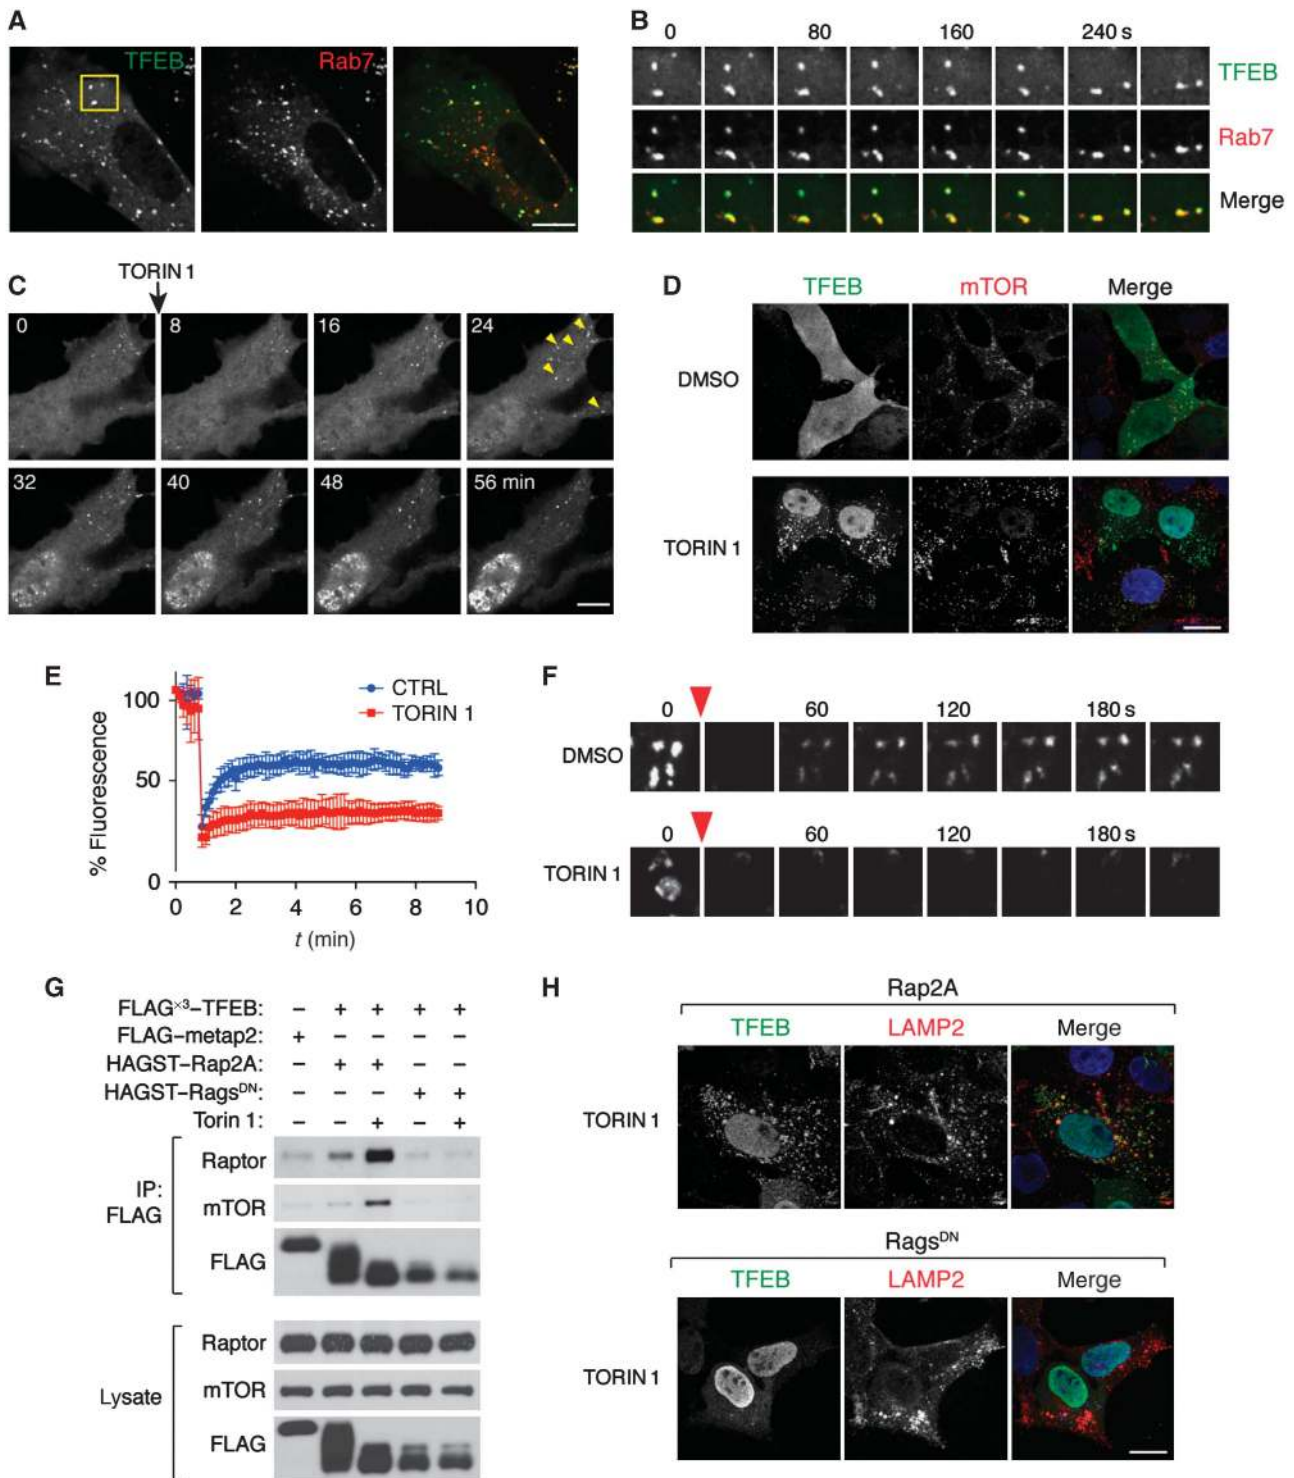 A
TFEB
Rab7
B
0 80 160 240 s
TFEB
Rab7
Merge
C
TORIN 1
0 8 16 24
32 40 48 56 min
D
TFEB mTOR Merge
DMSO
TORIN 1
E
CTRL
TORIN 1
100
50
0
% Fluorescence
0 2 4 6 8 10
t (min)
F
0 60 120 180 s
DMSO
0 60 120 180 s
TORIN 1
G
FLAG×3–TFEB: – + + + +
FLAG–metap2: + – – – –
HAGST–Rap2A: – + + – –
HAGST–RagsDN: – – – + +
Torin 1: – – + – +
IP:
FLAG
Raptor
mTOR
FLAG
Lysate
Raptor
mTOR
FLAG
H
Rap2A
TFEB LAMP2 Merge
TORIN 1
RagsDN
TFEB LAMP2 Merge
TORIN 1